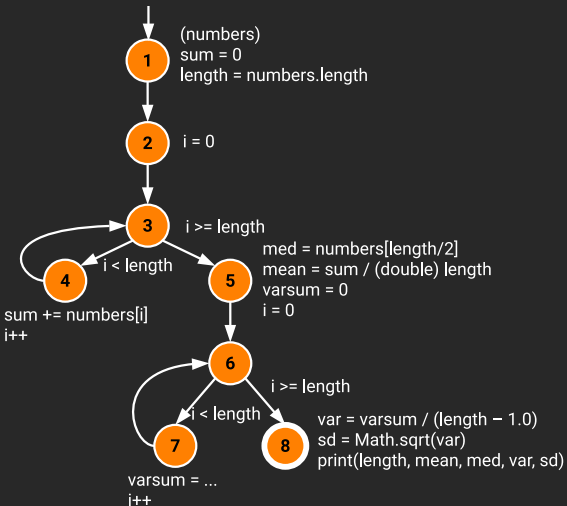 (numbers)
sum = 0
length = numbers.length
1
2
i = 0
3
i >= length
i < length
4
sum += numbers[i]
i++
5
med = numbers[length/2]
mean = sum / (double) length
varsum = 0
i = 0
6
i >= length
i < length
7
varsum = ...
i++
8
var = varsum / (length – 1.0)
sd = Math.sqrt(var)
print(length, mean, med, var, sd)